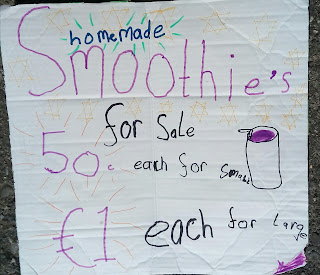 homemade
Smoothie's
for Sale
50c each for small
€1 each for Large